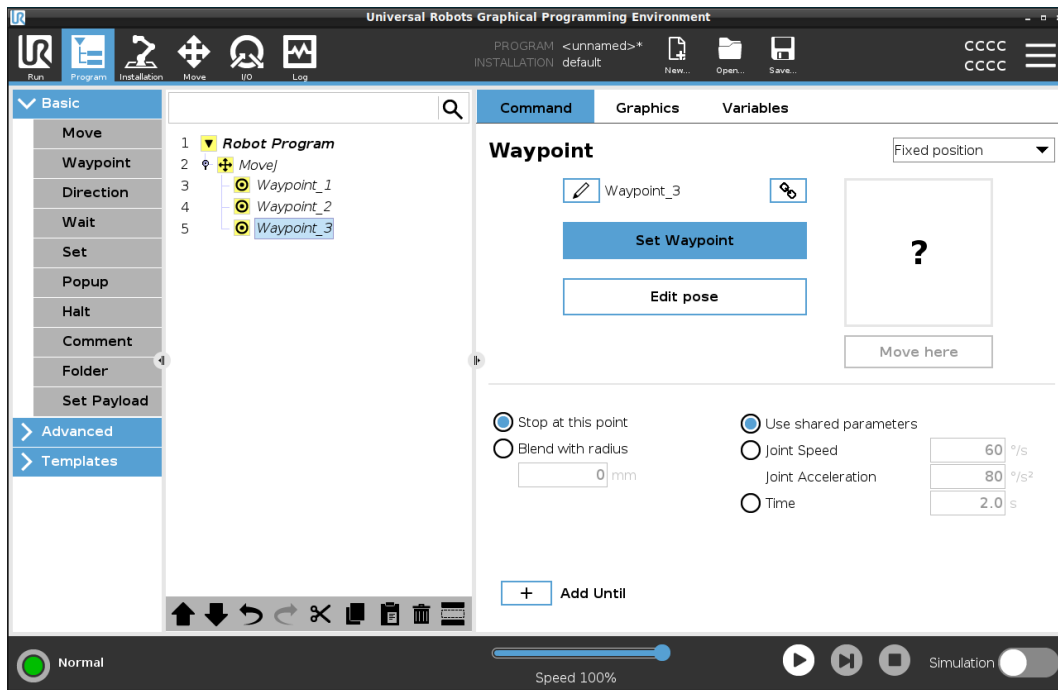 Universal Robots Graphical Programming Environment
Run
Program
Installation
Move
I/O
Log
PROGRAM <unnamed>*
INSTALLATION default
New...
Open...
Save...
CCCC
CCCC
Basic
Move
Waypoint
Direction
Wait
Set
Popup
Halt
Comment
Folder
Set Payload
Advanced
Templates
1 Robot Program
2 MoveJ
3 Waypoint_1
4 Waypoint_2
5 Waypoint_3
Command Graphics Variables
Waypoint
Fixed position
Waypoint_3
Set Waypoint
Edit pose
?
Move here
Stop at this point
Blend with radius
0 mm
Use shared parameters
Joint Speed 60 °/s
Joint Acceleration 80 °/s²
Time 2.0 s
+ Add Until
Normal
Speed 100%
Simulation